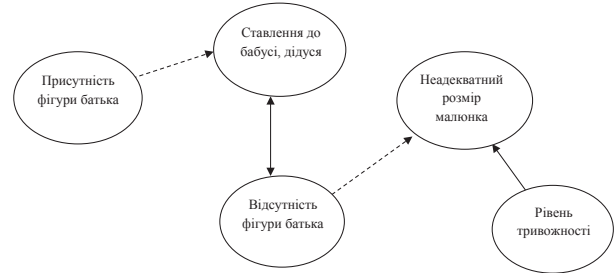 Ставлення до
бабусі, дідуся
Присутність
фігури батька
Неадекватний
розмір
малюнка
Відсутність
фігури батька
Рівень
тривожності